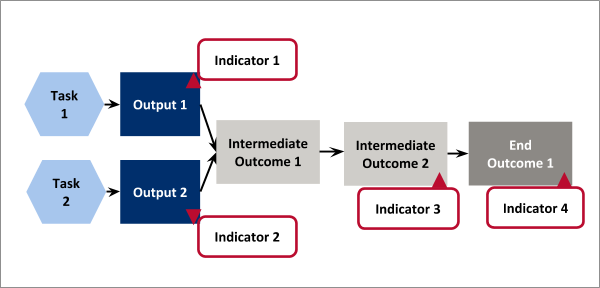 Indicator 1
Task
1
Output 1
Intermediate
Outcome 1
Intermediate
Outcome 2
End
Outcome 1
Task
2
Output 2
Indicator 2
Indicator 3
Indicator 4